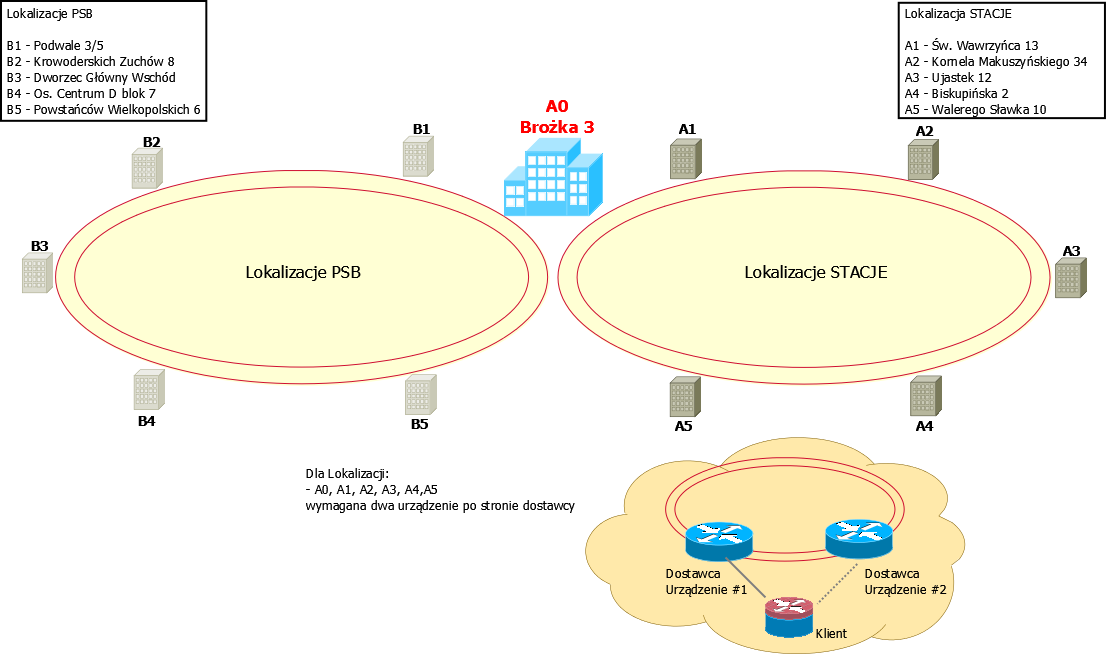 Lokalizacje PSB
B1 - Podwale 3/5
B2 - Krowoderskich Zuchów 8
B3 - Dworzec Główny Wschód
B4 - Os. Centrum D blok 7
B5 - Powstańców Wielkopolskich 6
Lokalizacja STACJE
A1 - Św. Wawrzyńca 13
A2 - Kornela Makuszyńskiego 34
A3 - Ujastek 12
A4 - Biskupińska 2
A5 - Walerego Sławka 10
A0
Brożka 3
B1
B2
A1
A2
B3
A3
Lokalizacje PSB
Lokalizacje STACJE
B4
B5
A5
A4
Dla Lokalizacji:
- A0, A1, A2, A3, A4,A5
wymagana dwa urządzenie po stronie dostawcy
Dostawca
Urządzenie #1
Dostawca
Urządzenie #2
Klient